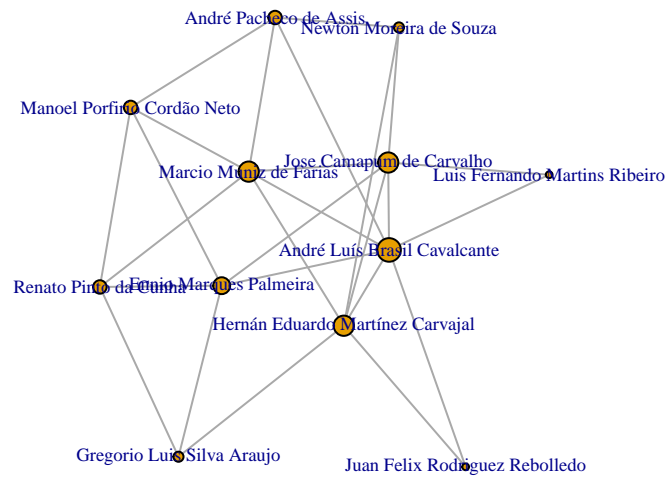 André Pacheco de Assis
Newton Moreira de Souza
Manoel Porfirio Cordão Neto
Jose Camapum de Carvalho
Marcio Muniz de Farias
Luis Fernando Martins Ribeiro
André Luís Brasil Cavalcante
Renato Pinto da Cunha
Ennio Marques Palmeira
Hernán Eduardo Martínez Carvajal
Gregorio Luis Silva Araujo
Juan Felix Rodriguez Rebolledo